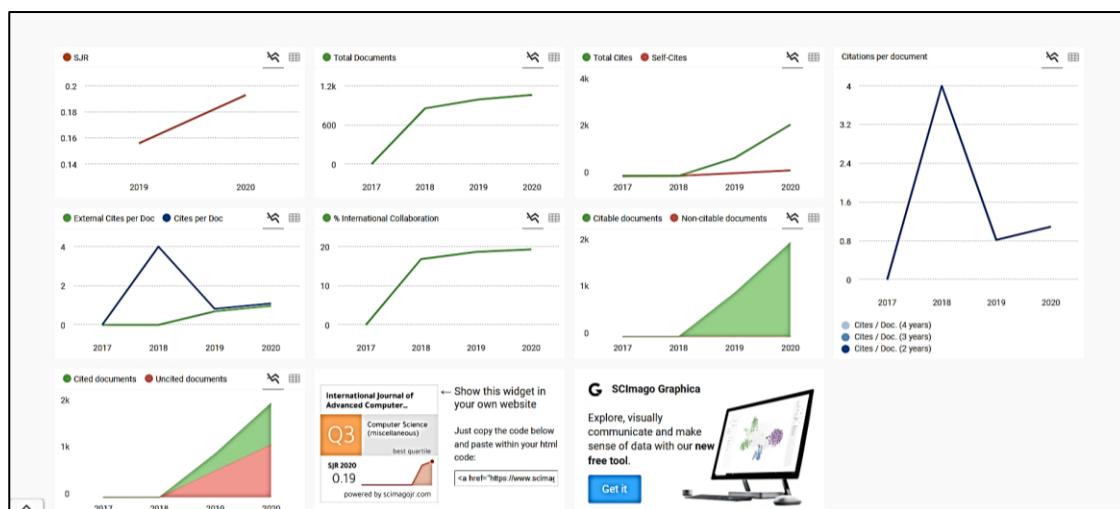 SJR
0.2
0.18
0.16
0.14
2019 2020
Total Documents
1.2k
600
0
2017 2018 2019 2020
Total Cites Self-Cites
4k
2k
0
2017 2018 2019 2020
Citations per document
4
3.2
2.4
1.6
0.8
0
2017 2018 2019 2020
Cites / Doc. (4 years)
Cites / Doc. (3 years)
Cites / Doc. (2 years)
External Cites per Doc Cites per Doc
4
2
0
2017 2018 2019 2020
% International Collaboration
20
10
0
2017 2018 2019 2020
Citable documents Non-citable documents
2k
1k
0
2017 2018 2019 2020
Cited documents Uncited documents
2k
1k
0
2017 2018 2019 2020
International Journal of
Advanced Computer...
Q3
Computer Science
(miscellaneous)
best quartile
SJR 2020
0.19
powered by scimagojr.com
← Show this widget in
your own website
Just copy the code below
and paste within your html
code:
<a href="https://www.scimag
SCImago Graphica
Explore, visually
communicate and make
sense of data with our new
free tool.
Get it